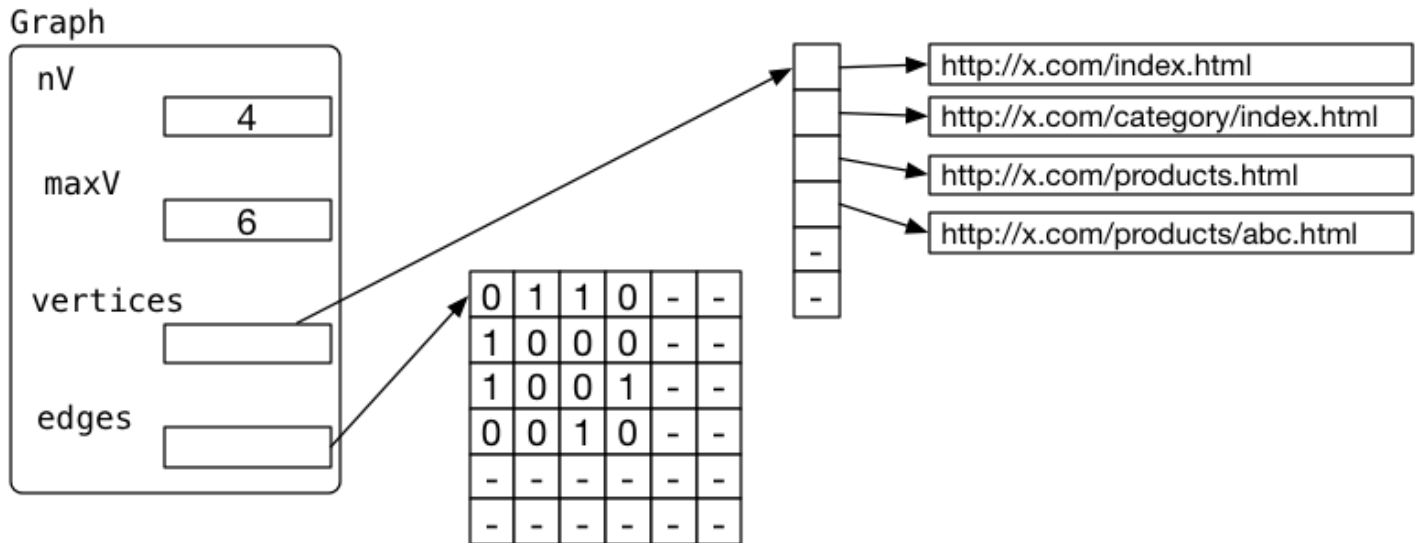 Graph
nV
4
maxV
6
vertices
edges
0 1 1 0 - -
1 0 0 0 - -
1 0 0 1 - -
0 0 1 0 - -
- - - - - -
- - - - - -
-
-
http://x.com/index.html
http://x.com/category/index.html
http://x.com/products.html
http://x.com/products/abc.html